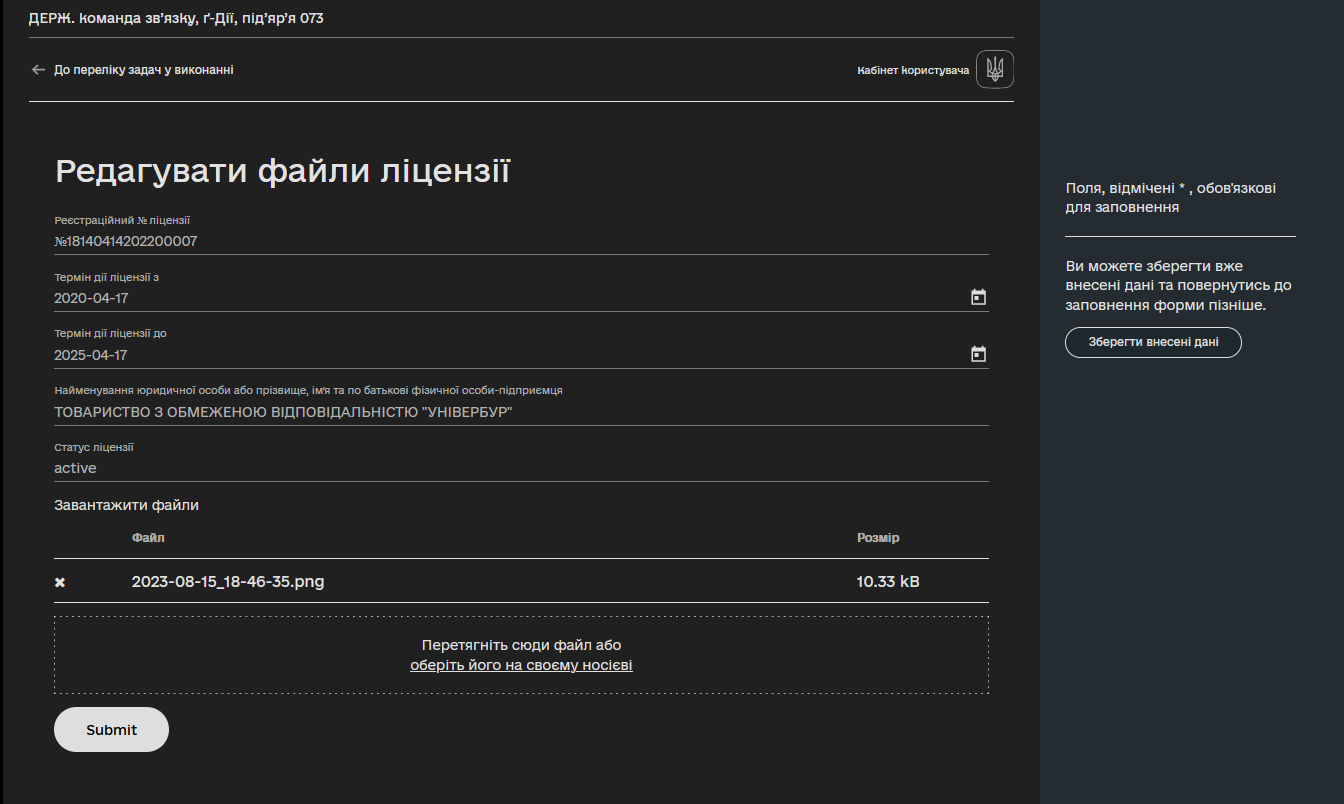 ДЕРЖ. команда зв'язку, ґ-Дії, під'яр'я 073
До переліку задач у виконанні
Кабінет користувача
Редагувати файли ліцензії
Реєстраційний № ліцензії
№18140414202200007
Термін дії ліцензії з
2020-04-17
Термін дії ліцензії до
2025-04-17
Найменування юридичної особи або прізвище, ім'я та по батькові фізичної особи-підприємця
ТОВАРИСТВО З ОБМЕЖЕНОЮ ВІДПОВІДАЛЬНІСТЮ "УНІВЕРБУР"
Статус ліцензії
active
Завантажити файли
Файл Розмір
2023-08-15_18-46-35.png 10.33 kB
Перетягніть сюди файл або
оберіть його на своєму носієві
Submit
Поля, відмічені * , обов'язкові
для заповнення
Ви можете зберегти вже
внесені дані та повернутись до
заповнення форми пізніше.
Зберегти внесені дані